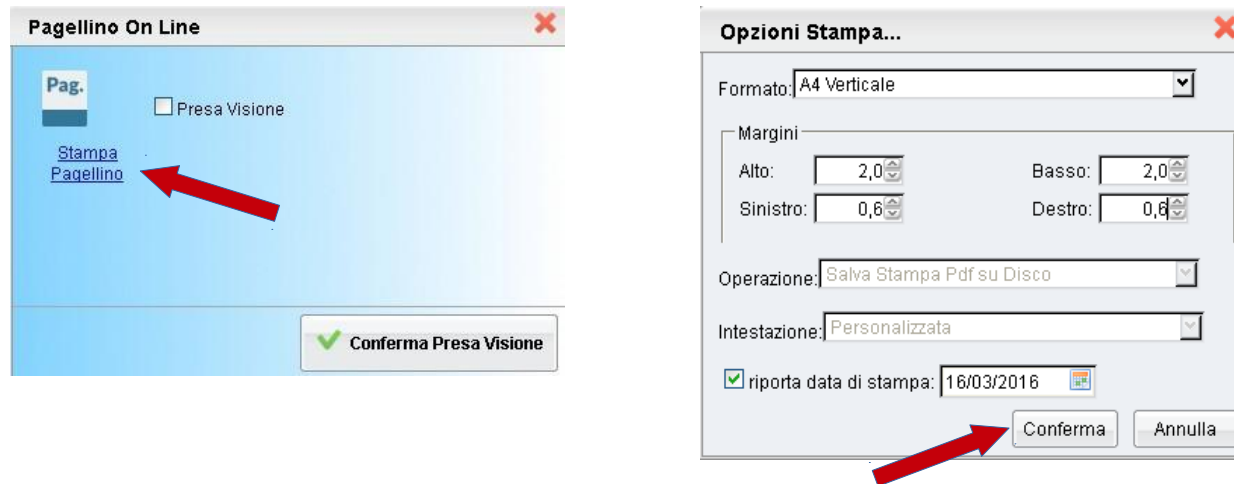 Pagellino On Line
Pag.
Presa Visione
Stampa
Pagellino
Conferma Presa Visione
Opzioni Stampa...
Formato: A4 Verticale
Margini
Alto: 2,0 Basso: 2,0
Sinistro: 0,6 Destro: 0,6
Operazione: Salva Stampa Pdf su Disco
Intestazione: Personalizzata
riporta data di stampa: 16/03/2016
Conferma Annulla